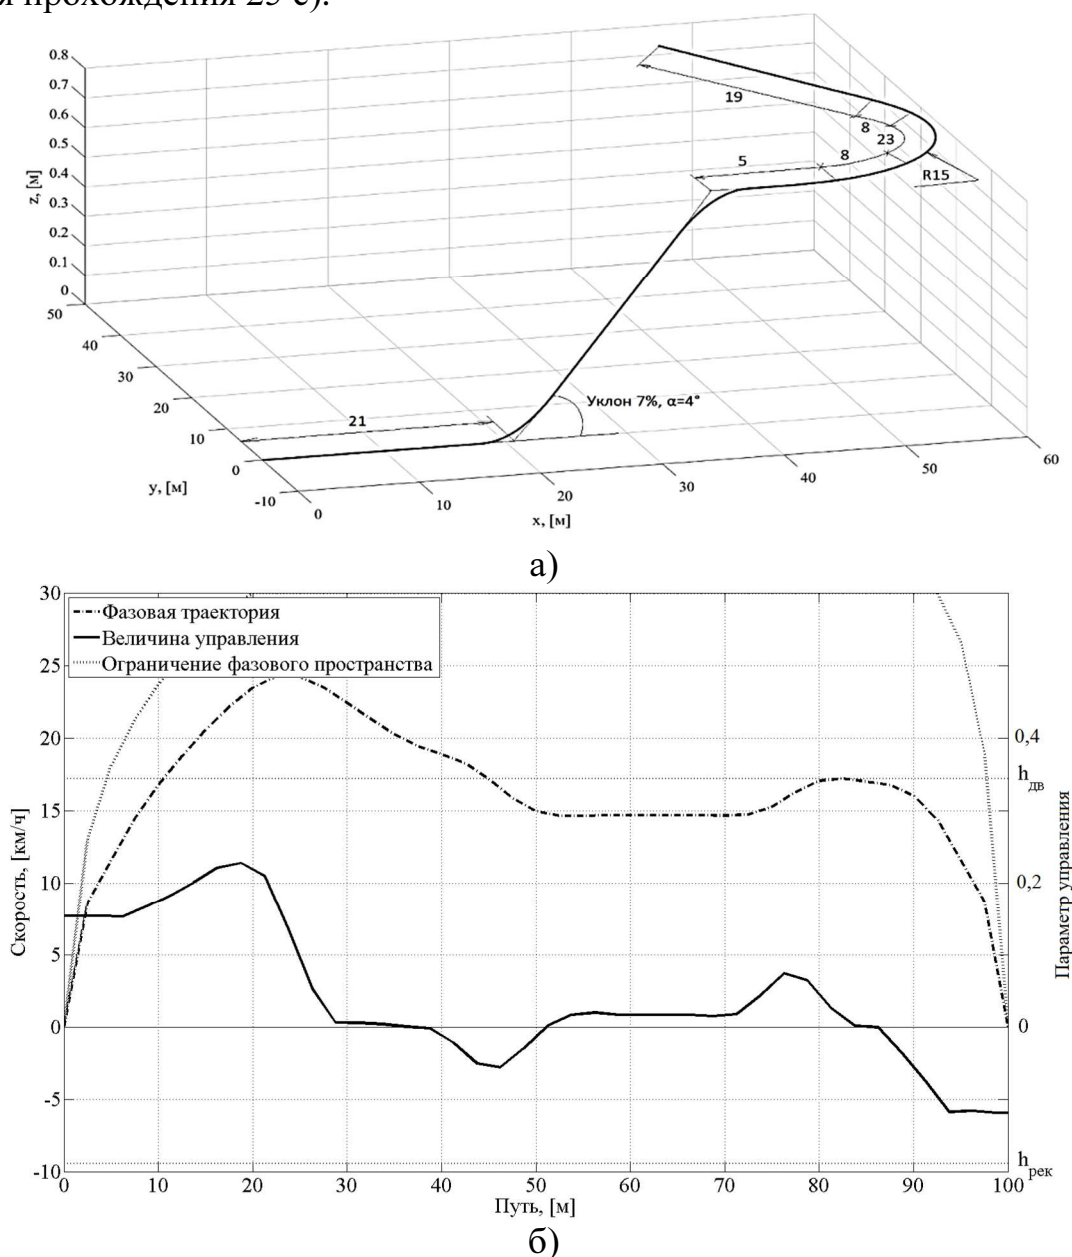 я прохождения 25 с).
0.8
0.7
0.6
0.5
0.4
0.3
0.2
0.1
0
z, [м]
50
40
30
20
10
0
-10
y, [м]
0
10
20
30
40
50
60
x, [м]
19
8
23
8
5
R15
21
Уклон 7%, α=4°
а)
Фазовая траектория
Величина управления
Ограничение фазового пространства
30
25
20
15
10
5
0
-5
-10
Скорость, [км/ч]
0,4
hдв
0,2
0
hрек
Параметр управления
0 10 20 30 40 50 60 70 80 90 100
Путь, [м]
б)